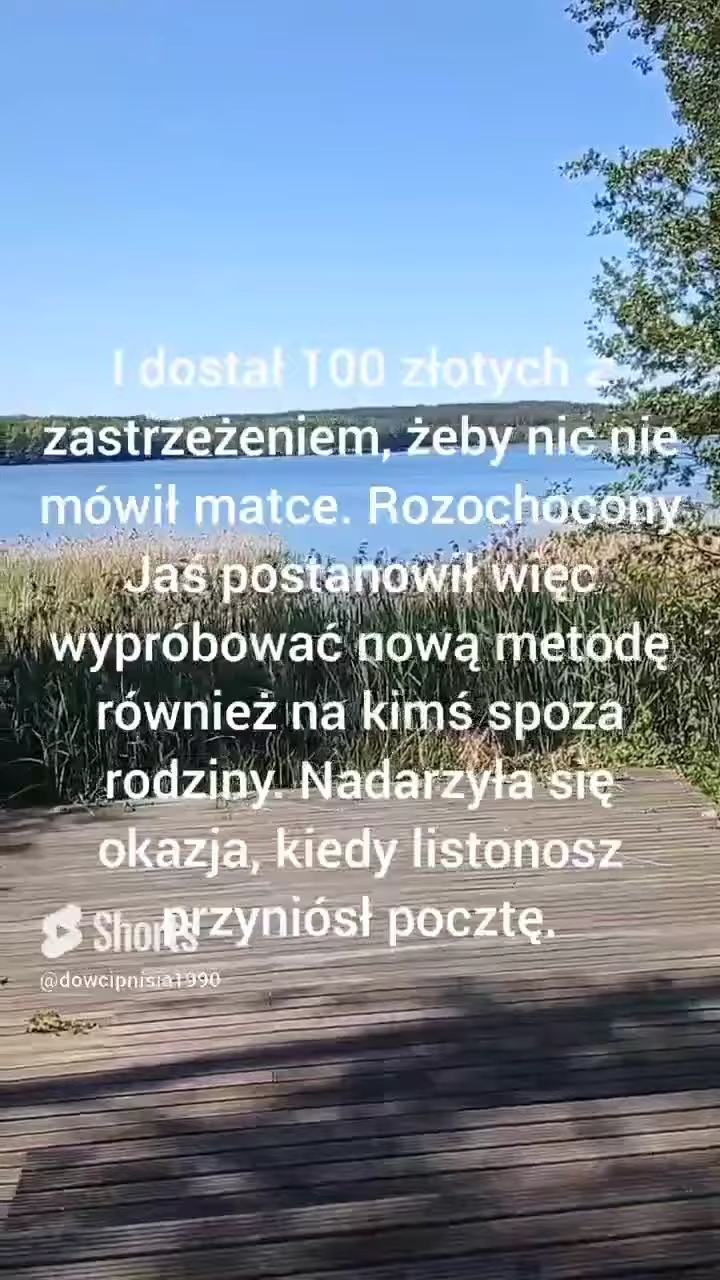 I dostał 100 złotych z
zastrzeżeniem, żeby nic nie
mówił matce. Rozochocony
Jaś postanowił więc
wypróbować nową metodę
również na kimś spoza
rodziny. Nadarzyła się
okazja, kiedy listonosz
przyniósł pocztę.
Shorts
@dowcipnisia1990